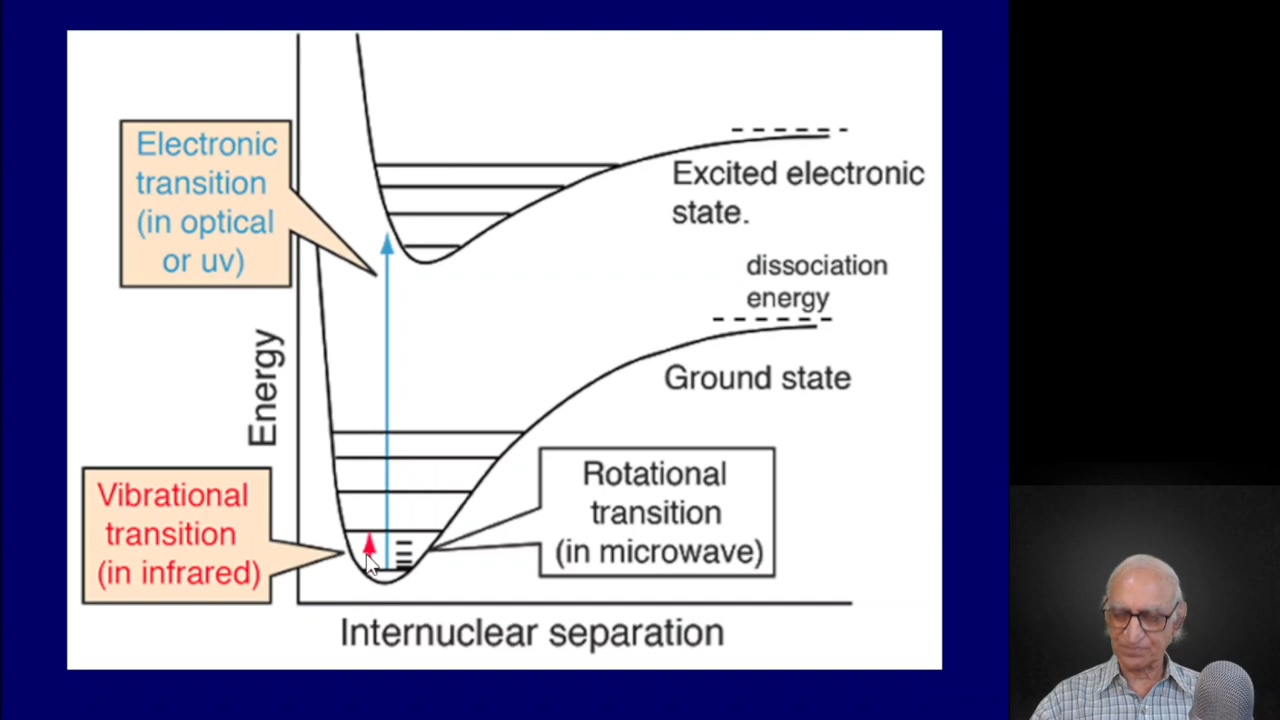 Electronic
transition
(in optical
or uv)
Excited electronic
state.
dissociation
energy
Ground state
Energy
Vibrational
transition
(in infrared)
Rotational
transition
(in microwave)
Internuclear separation